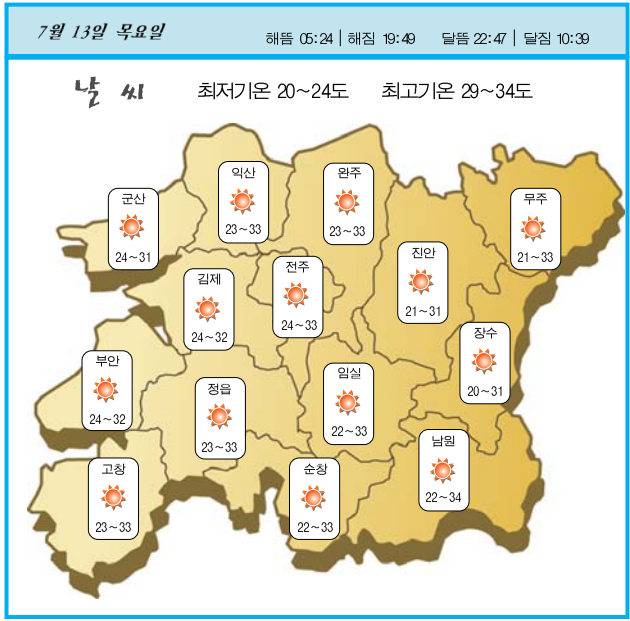 7월 13일 목요일
해뜸 05:24 | 해짐 19:49 달뜸 22:47 | 달짐 10:39
날 씨 최저기온 20~24도 최고기온 29~34도
익산
23~33
완주
23~33
군산
24~31
무주
21~33
진안
21~31
전주
24~33
김제
24~32
장수
20~31
부안
24~32
임실
22~33
정읍
23~33
남원
22~34
고창
23~33
순창
22~33